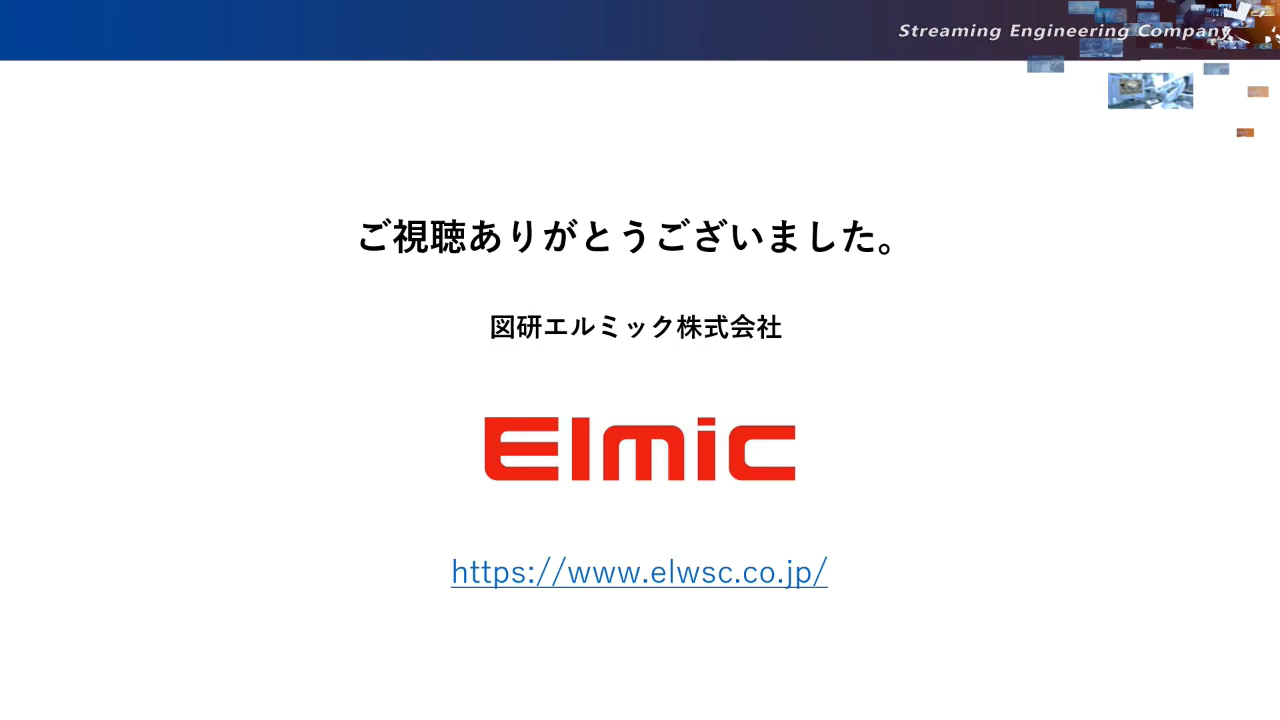 Streaming Engineering Company
ご視聴ありがとうございました。
図研エルミック株式会社
Elmic
https://www.elwsc.co.jp/